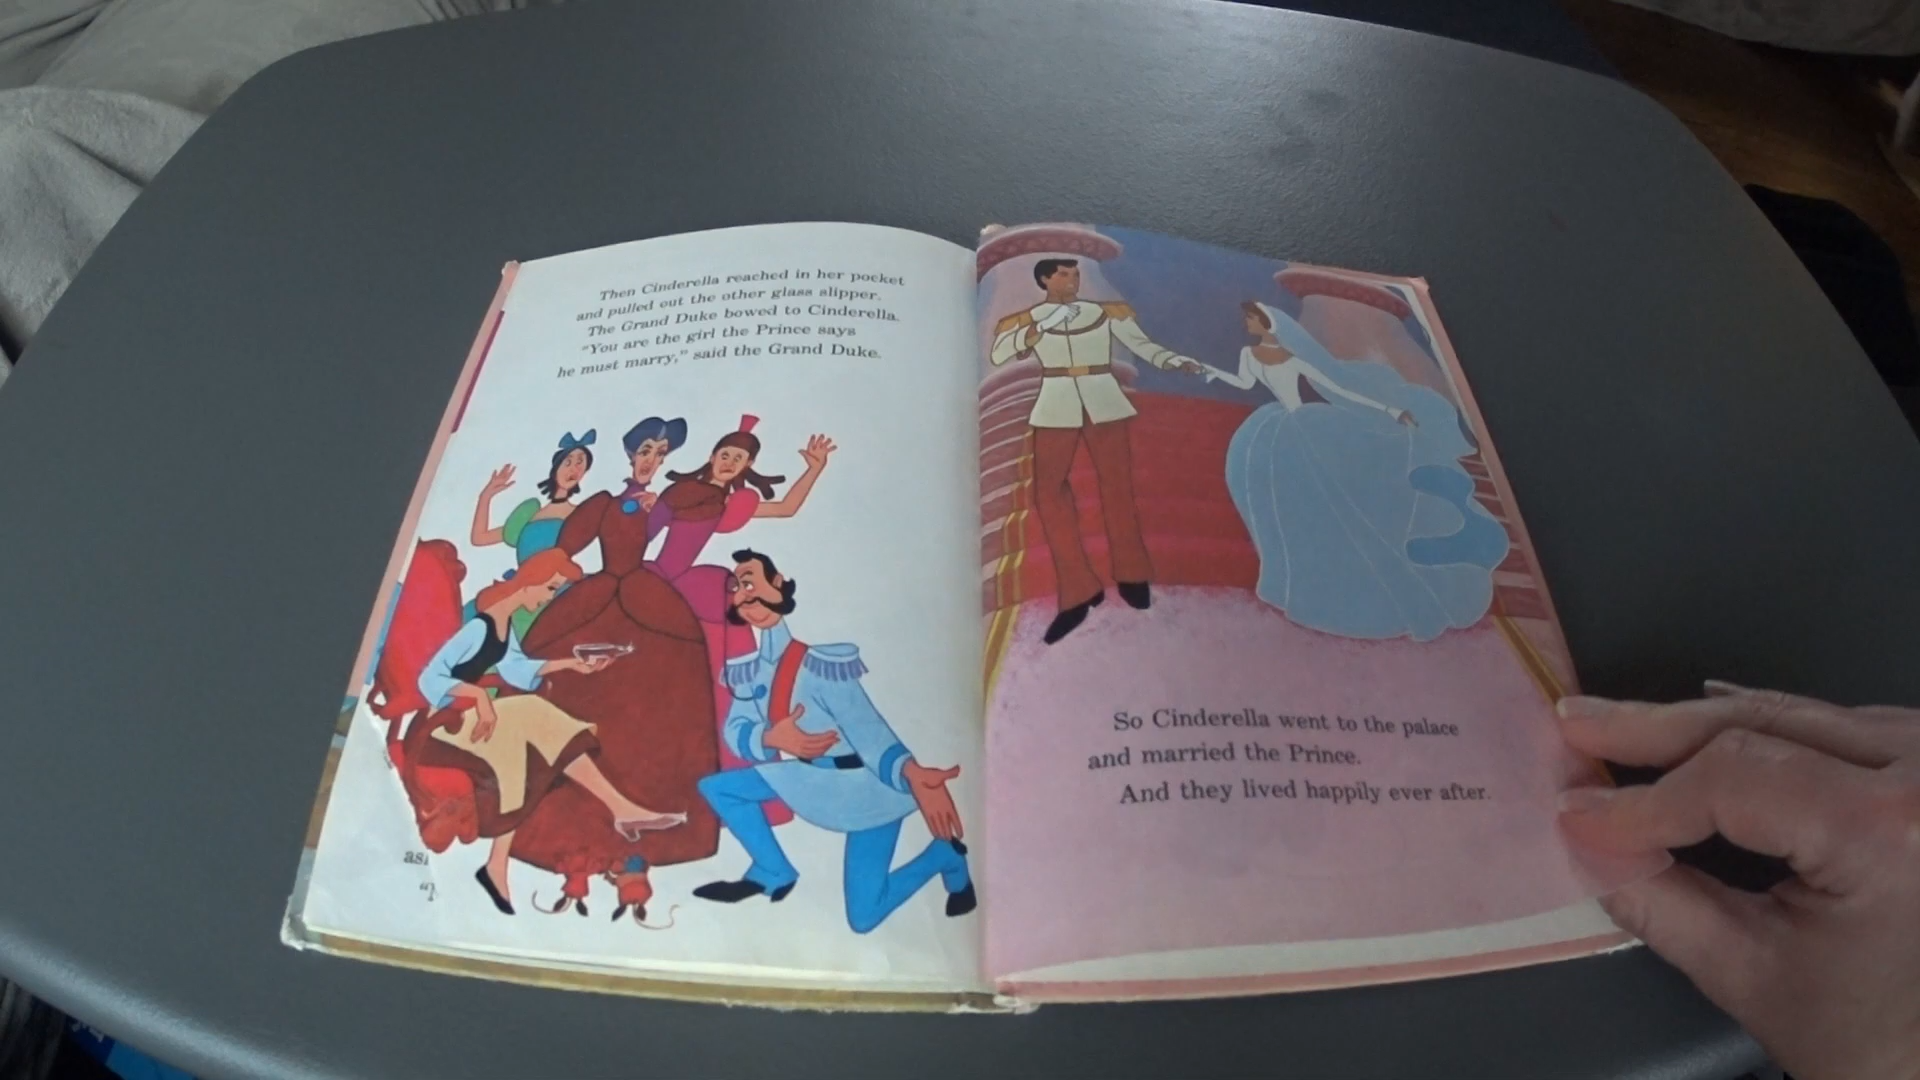 Then Cinderella reached in her pocket
and pulled out the other glass slipper.
The Grand Duke bowed to Cinderella.
"You are the girl the Prince says
he must marry," said the Grand Duke.
So Cinderella went to the palace
and married the Prince.
And they lived happily ever after.